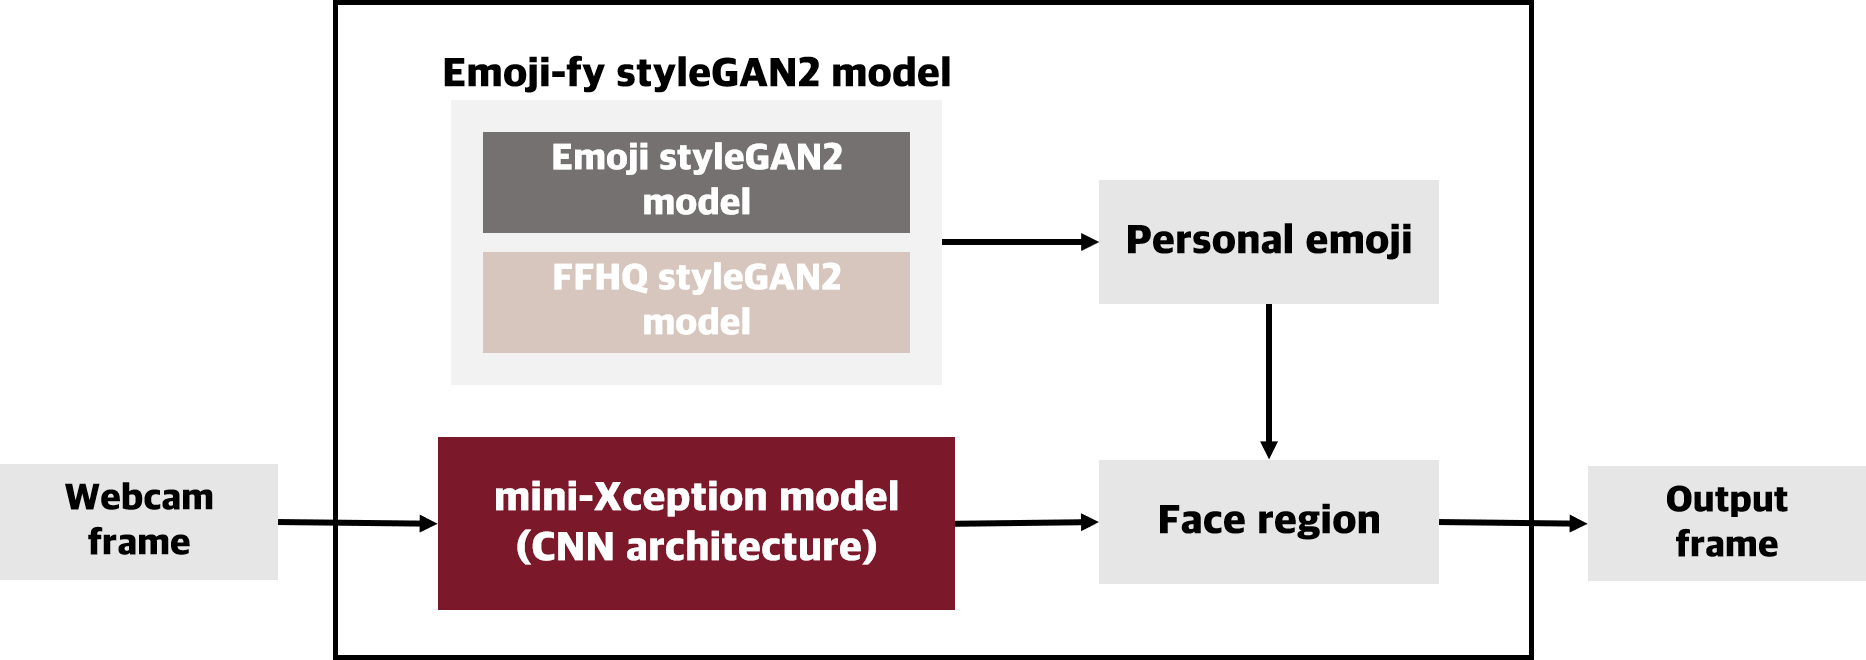 Emoji-fy styleGAN2 model
Emoji styleGAN2
model
FFHQ styleGAN2
model
Personal emoji
Webcam
frame
mini-Xception model
(CNN architecture)
Face region
Output
frame